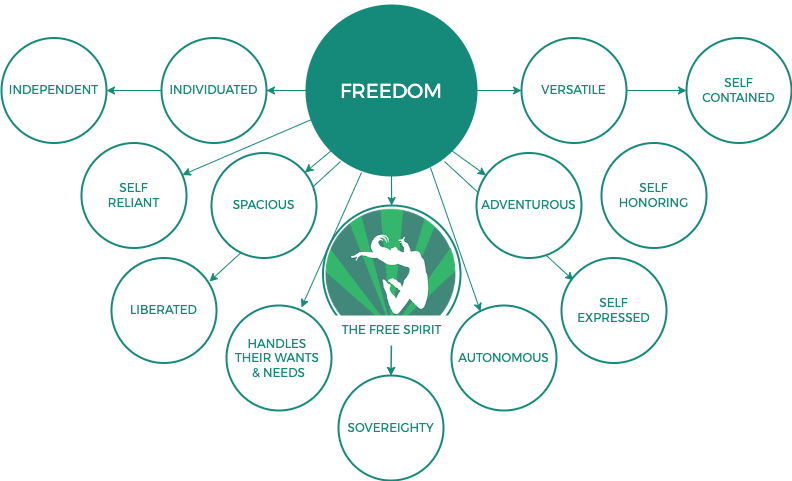 FREEDOM
INDEPENDENT
INDIVIDUATED
VERSATILE
SELF
CONTAINED
SELF
RELIANT
SPACIOUS
ADVENTUROUS
SELF
HONORING
LIBERATED
SELF
EXPRESSED
HANDLES
THEIR WANTS
& NEEDS
THE FREE SPIRIT
AUTONOMOUS
SOVEREIGHTY